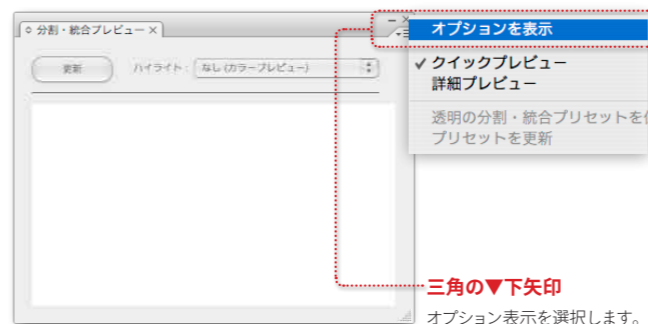 分割・統合プレビュー
更新
ハイライト：
なし (カラープレビュー)
オプションを表示
✓ クイックプレビュー
詳細プレビュー
透明の分割・統合プリセットを
プリセットを更新
三角の▼下矢印
オプション表示を選択します。